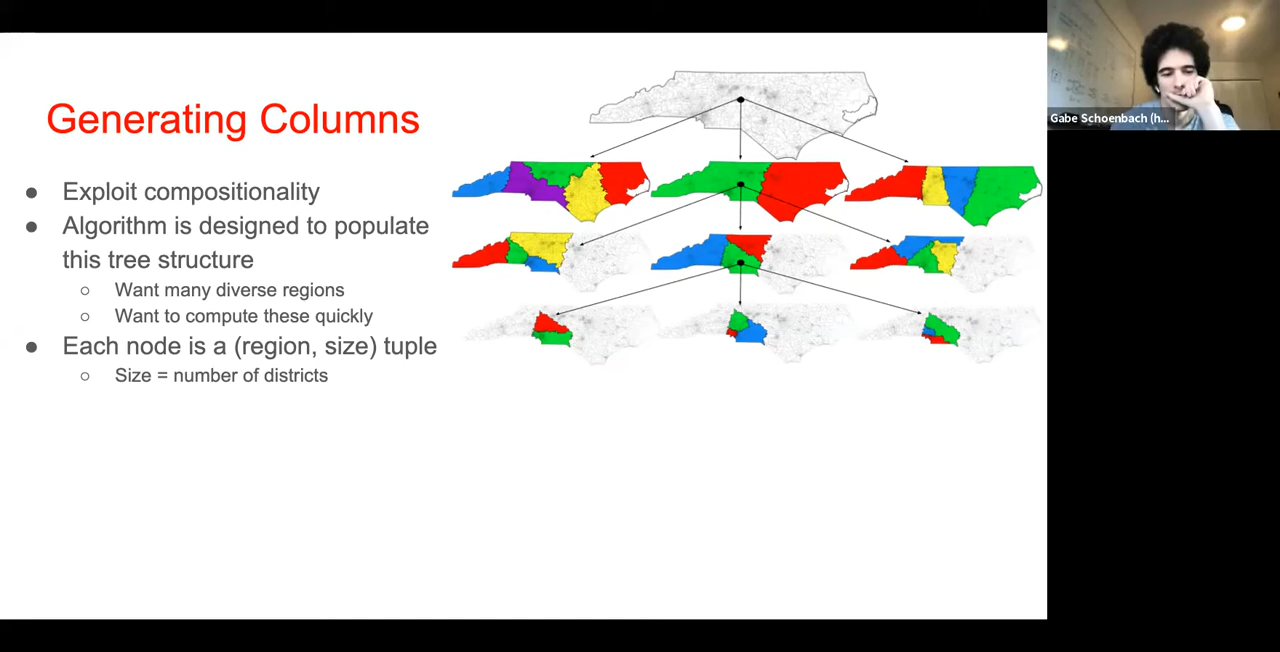 Generating Columns
● Exploit compositionality
● Algorithm is designed to populate
this tree structure
○ Want many diverse regions
○ Want to compute these quickly
● Each node is a (region, size) tuple
○ Size = number of districts
Gabe Schoenbach (h...